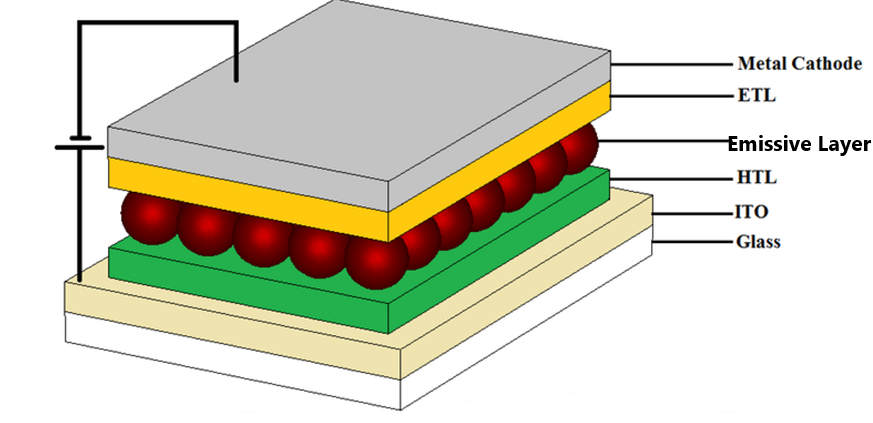 Metal Cathode
ETL
Emissive Layer
HTL
ITO
Glass